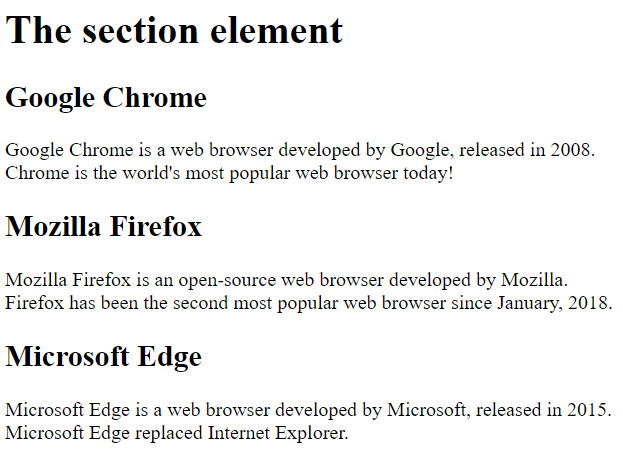 The section element
Google Chrome
Google Chrome is a web browser developed by Google, released in 2008.
Chrome is the world's most popular web browser today!
Mozilla Firefox
Mozilla Firefox is an open-source web browser developed by Mozilla.
Firefox has been the second most popular web browser since January, 2018.
Microsoft Edge
Microsoft Edge is a web browser developed by Microsoft, released in 2015.
Microsoft Edge replaced Internet Explorer.